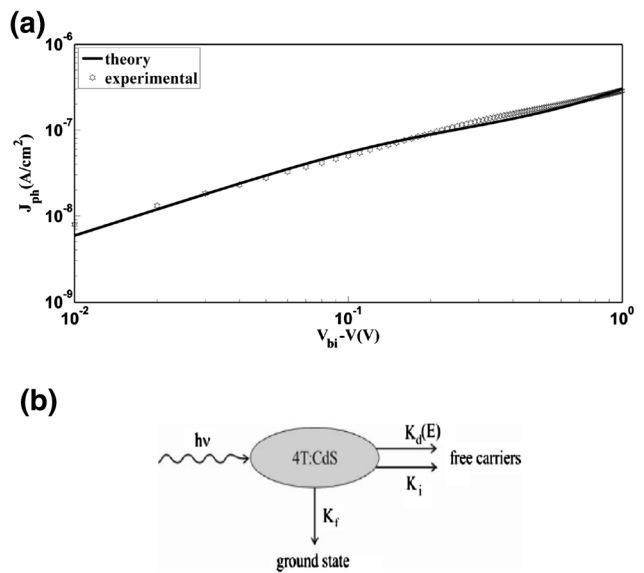 (a)
10^-6
theory
experimental
10^-7
J_ph(A/cm^2)
10^-8
10^-9
10^-2
10^-1
10^0
V_bi-V(V)
(b)
hν
4T:CdS
K_d(E)
K_i
free carriers
K_f
ground state